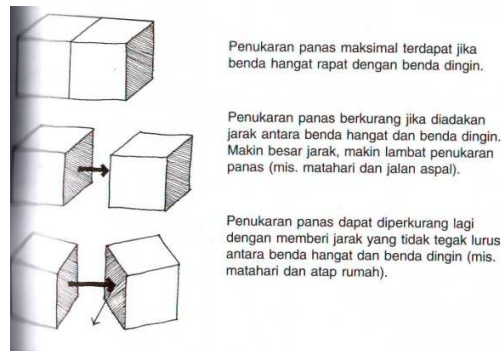 Penukaran panas maksimal terdapat jika
benda hangat rapat dengan benda dingin.
Penukaran panas berkurang jika diadakan
jarak antara benda hangat dan benda dingin.
Makin besar jarak, makin lambat penukaran
panas (mis. matahari dan jalan aspal).
Penukaran panas dapat diperkurang lagi
dengan memberi jarak yang tidak tegak lurus
antara benda hangat dan benda dingin (mis.
matahari dan atap rumah).